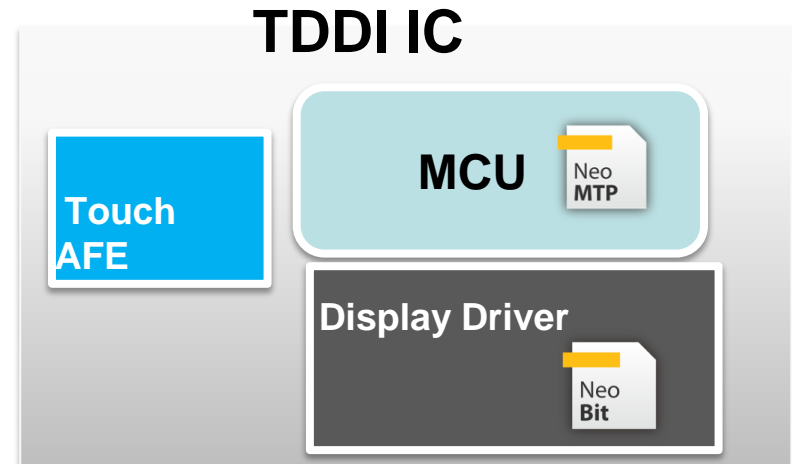 TDDI IC
MCU
Neo
MTP
Touch
AFE
Display Driver
Neo
Bit